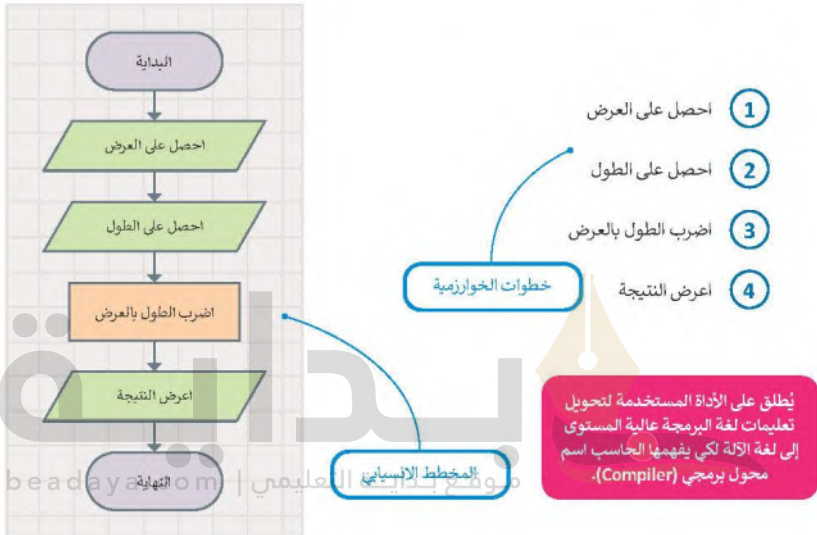 البداية
احصل على العرض
احصل على الطول
اضرب الطول بالعرض
اعرض النتيجة
النهاية
1 احصل على العرض
2 احصل على الطول
3 اضرب الطول بالعرض
4 اعرض النتيجة
خطوات الخوارزمية
المخطط الانسيابي
يُطلق على الأداة المستخدمة لتحويل
تعليمات لغة البرمجة عالية المستوى
إلى لغة الآلة لكي يفهمها الحاسب اسم
محول برمجي (Compiler).
بداية
موقع بداية التعليمي | beadaya.com